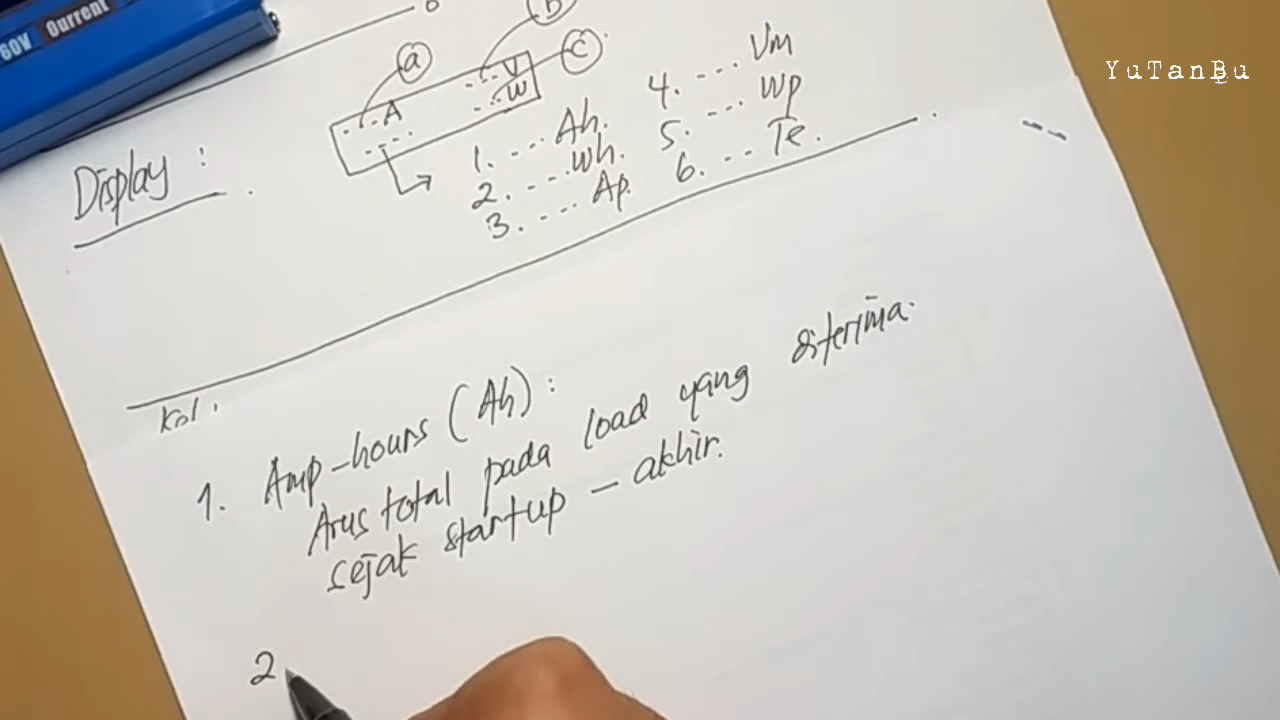 60V Current
YuTanBu
a
b
c
Display :
---A
---V
---W
1. --- Ah.
2. --- Wh.
3. --- Ap.
4. --- Vm
5. --- Wp
6. --- Te.
1. Amp-hours (Ah) :
Arus total pada load yang diterima.
sejak startup - akhir.
2